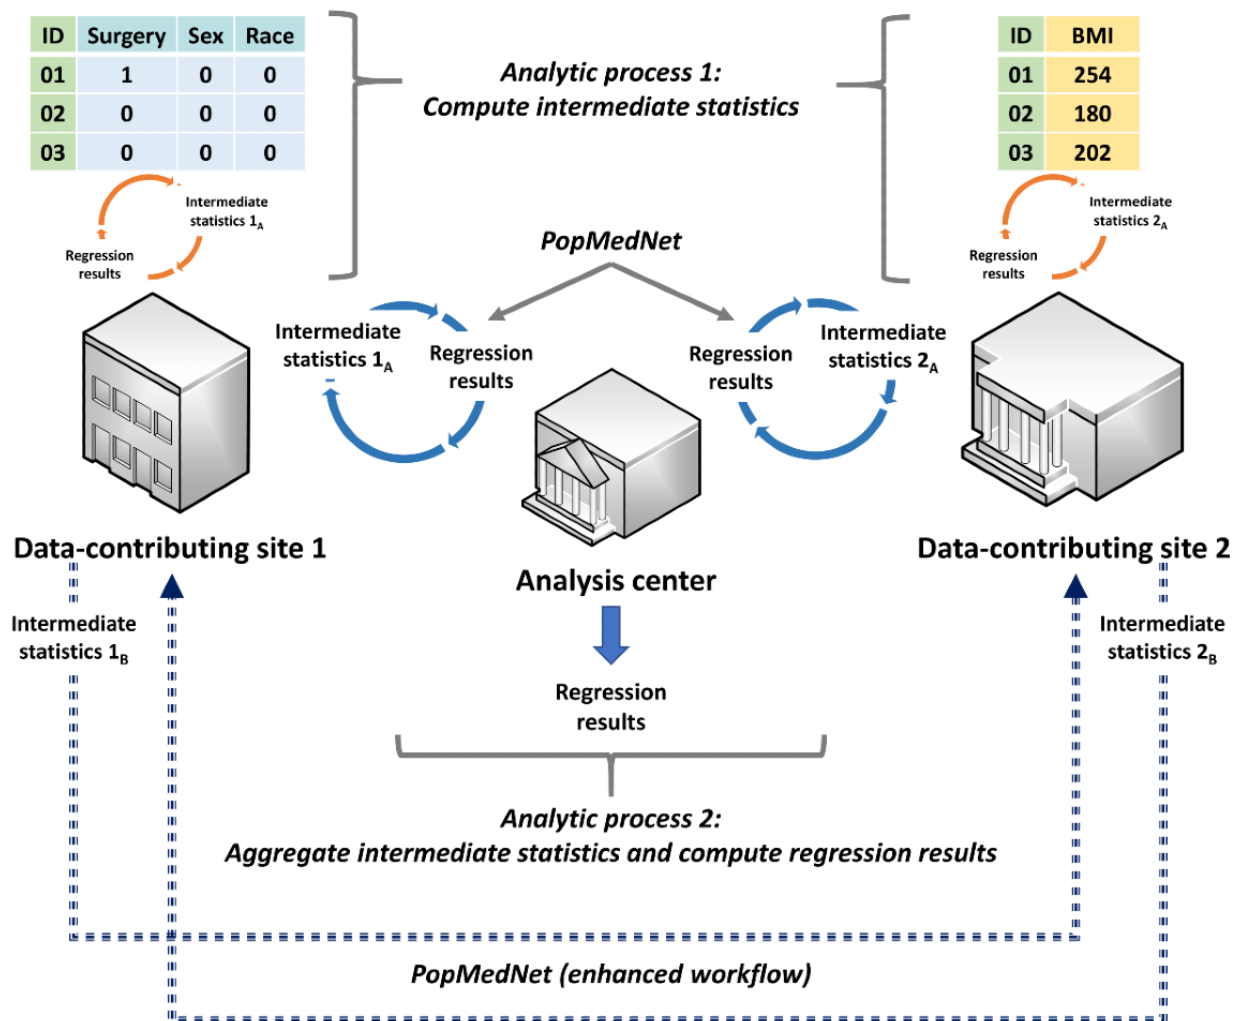 ID Surgery Sex Race
01 1 0 0
02 0 0 0
03 0 0 0
ID BMI
01 254
02 180
03 202
Analytic process 1:
Compute intermediate statistics
Intermediate
statistics 1A
Regression
results
Intermediate
statistics 2A
Regression
results
PopMedNet
Intermediate
statistics 1A
Regression
results
Regression
results
Intermediate
statistics 2A
Data-contributing site 1
Analysis center
Data-contributing site 2
Intermediate
statistics 1B
Intermediate
statistics 2B
Regression
results
Analytic process 2:
Aggregate intermediate statistics and compute regression results
PopMedNet (enhanced workflow)